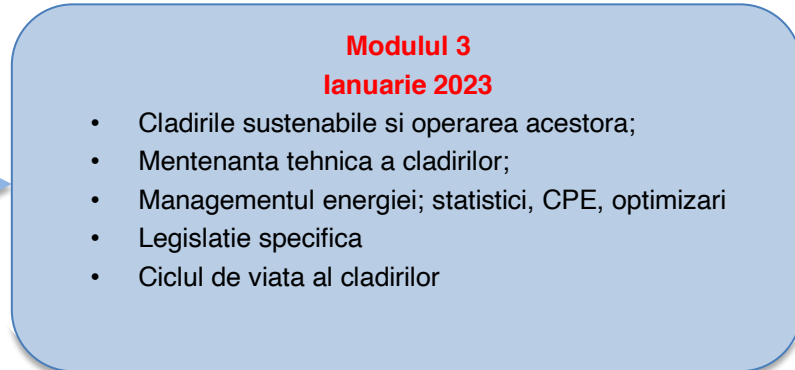 Modulul 3
Ianuarie 2023
• Cladirile sustenabile si operarea acestora;
• Mentenanta tehnica a cladirilor;
• Managementul energiei; statistici, CPE, optimizari
• Legislatie specifica
• Ciclul de viata al cladirilor